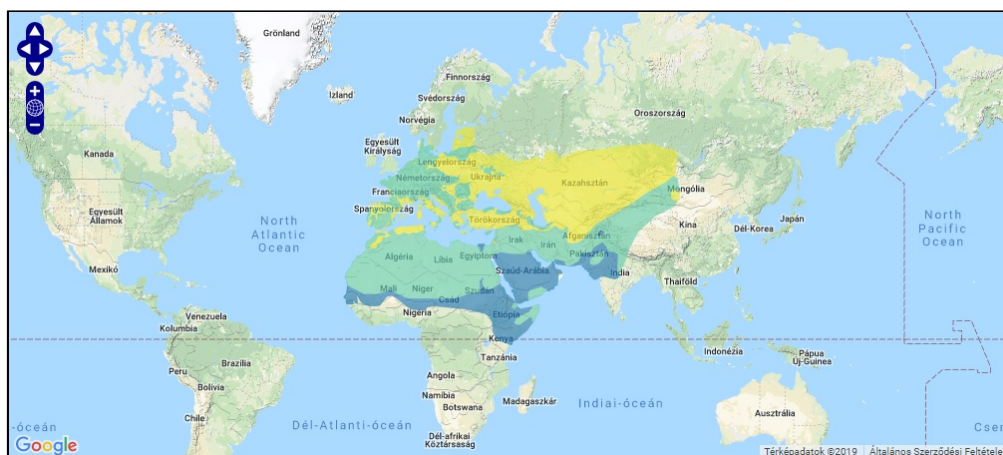 Grönland
Izland
Finnország
Svédország
Norvégia
Oroszország
Kanada
Egyesült
Királyság
Lengyelország
Németország
Ukrajna
Kazahsztán
Franciaország
Mongólia
Spanyolország
Törökország
Egyesült
Államok
North
Atlantic
Ocean
Kína
Japán
Dél-Korea
North
Pacific
Ocean
Afganisztán
Irak
Irán
Pakisztán
Algéria
Líbia
Egyiptom
Szaúd-Arábia
India
Mexikó
Mali
Niger
Csád
Szudán
Thaiföld
Nigéria
Etiópia
Venezuela
Kolumbia
Kenya
Tanzánia
Indonézia
Pápua
Új-Guinea
Brazília
Peru
Bolívia
Angola
Namíbia
Botswana
Madagaszkár
Indiai-óceán
Ausztrália
Chile
-óceán
Dél-Atlanti-óceán
Dél-afrikai
Köztársaság
Csen
Google
Térképadatok ©2019
Általános Szerződési Feltétele